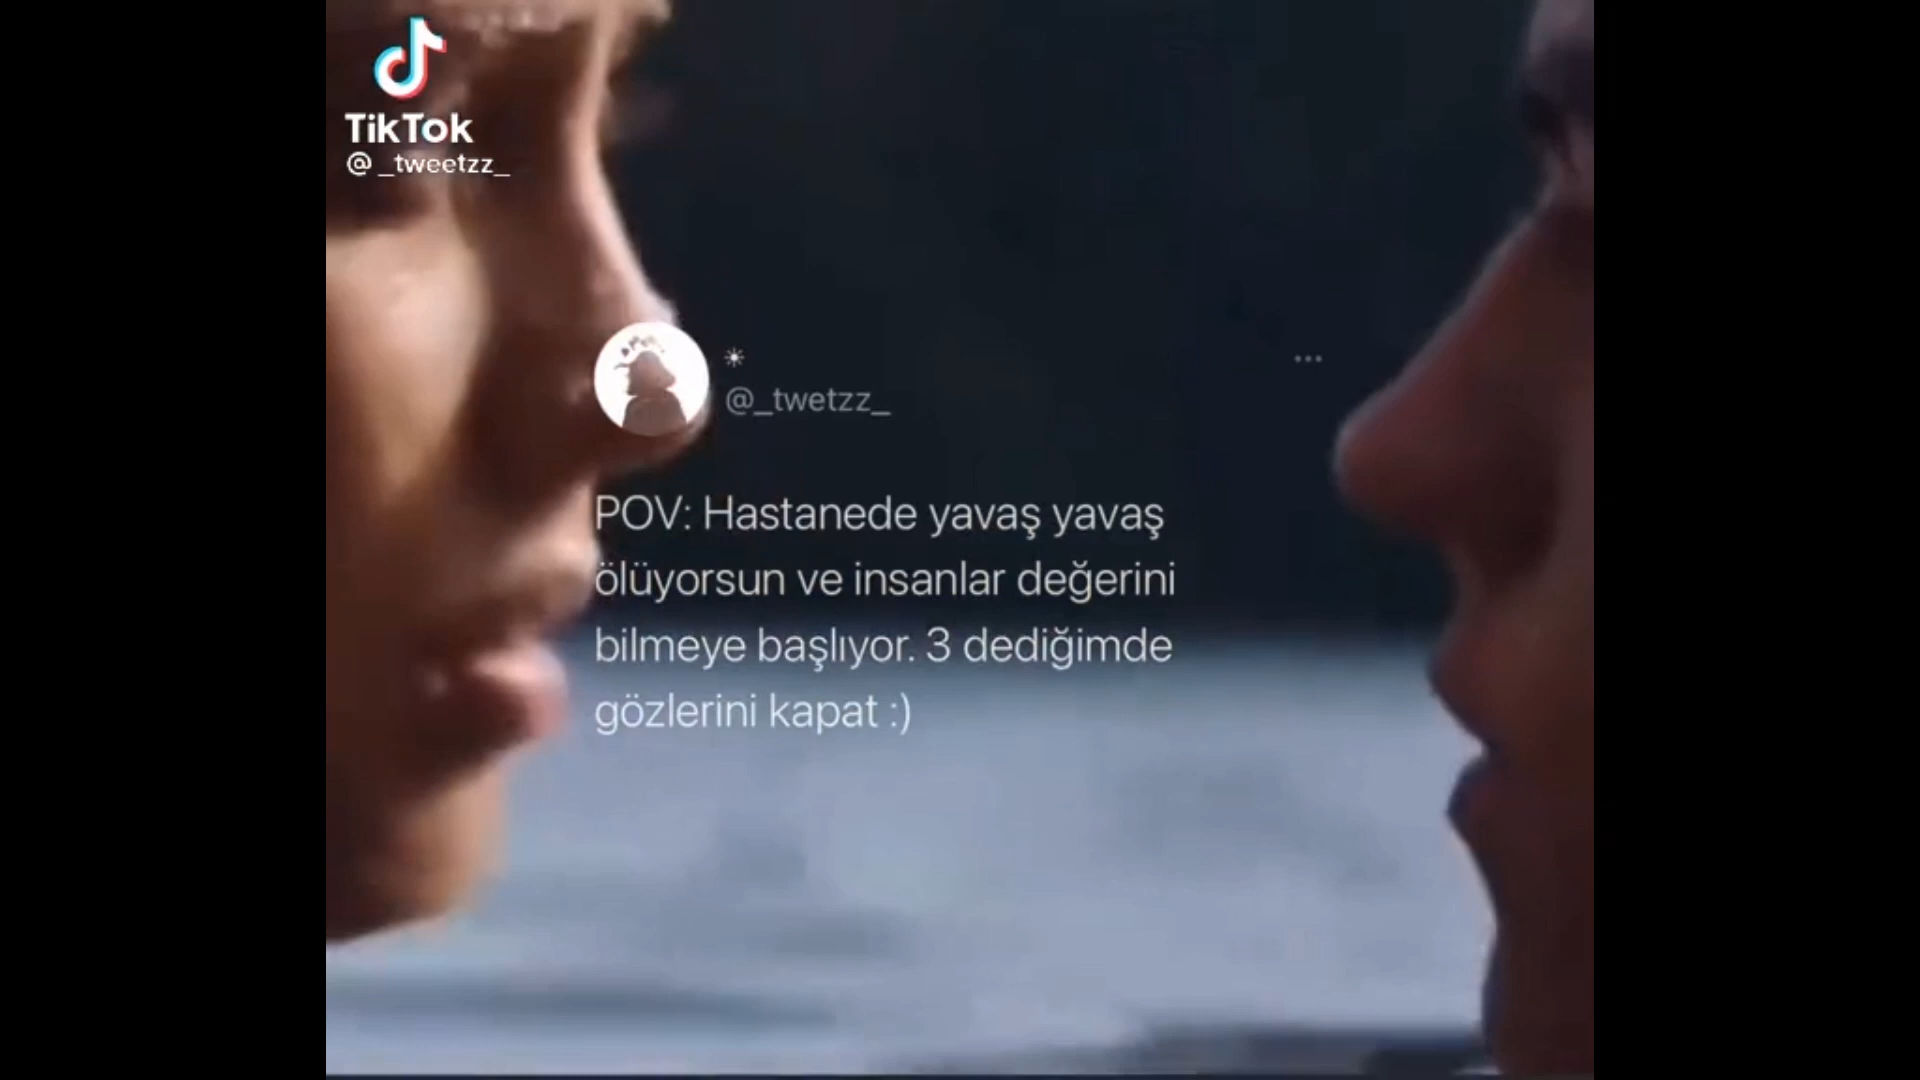 TikTok
@_tweetzz_
☀
@_twetzz_
POV: Hastanede yavaş yavaş
ölüyorsun ve insanlar değerini
bilmeye başlıyor. 3 dediğimde
gözlerini kapat :)